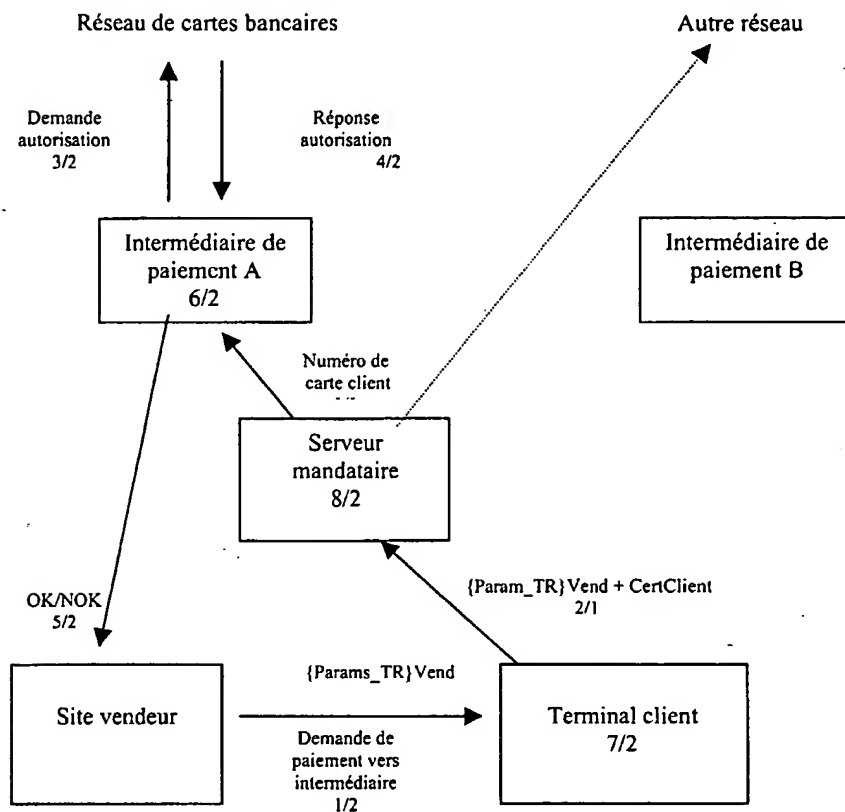 Réseau de cartes bancaires
Autre réseau
Demande
autorisation
3/2
Réponse
autorisation
4/2
Intermédiaire de
paiement A
6/2
Intermédiaire de
paiement B
Numéro de
carte client
Serveur
mandataire
8/2
{Param_TR}Vend + CertClient
2/1
OK/NOK
5/2
Site vendeur
{Params_TR}Vend
Demande de
paiement vers
intermédiaire
1/2
Terminal client
7/2